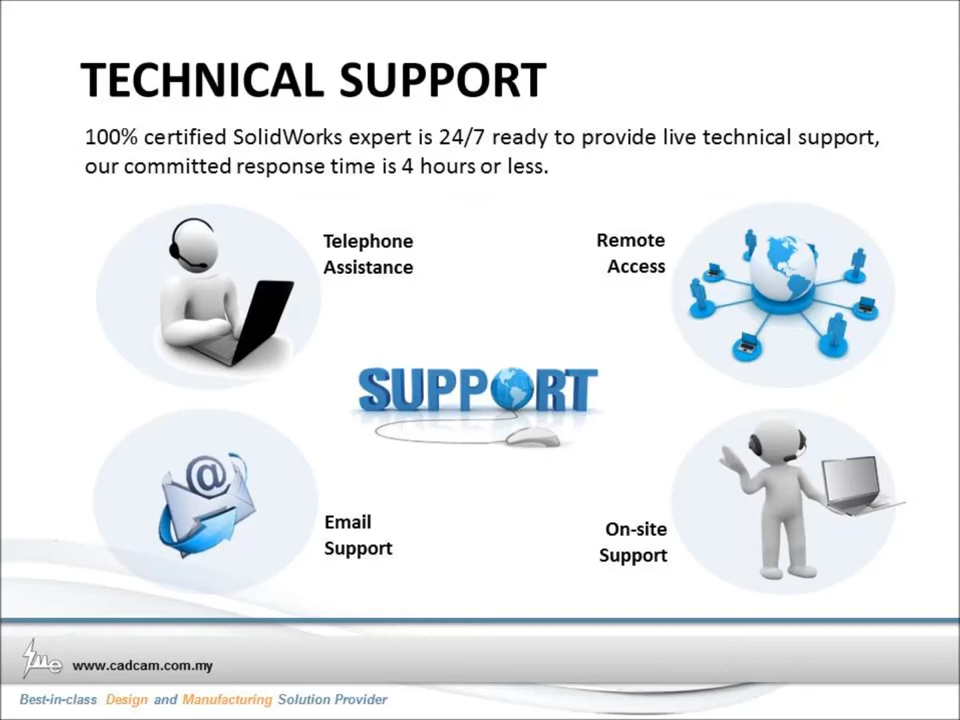 TECHNICAL SUPPORT
100% certified SolidWorks expert is 24/7 ready to provide live technical support,
our committed response time is 4 hours or less.
Telephone
Assistance
Remote
Access
SUPPORT
@
Email
Support
On-site
Support
www.cadcam.com.my
Best-in-class Design and Manufacturing Solution Provider